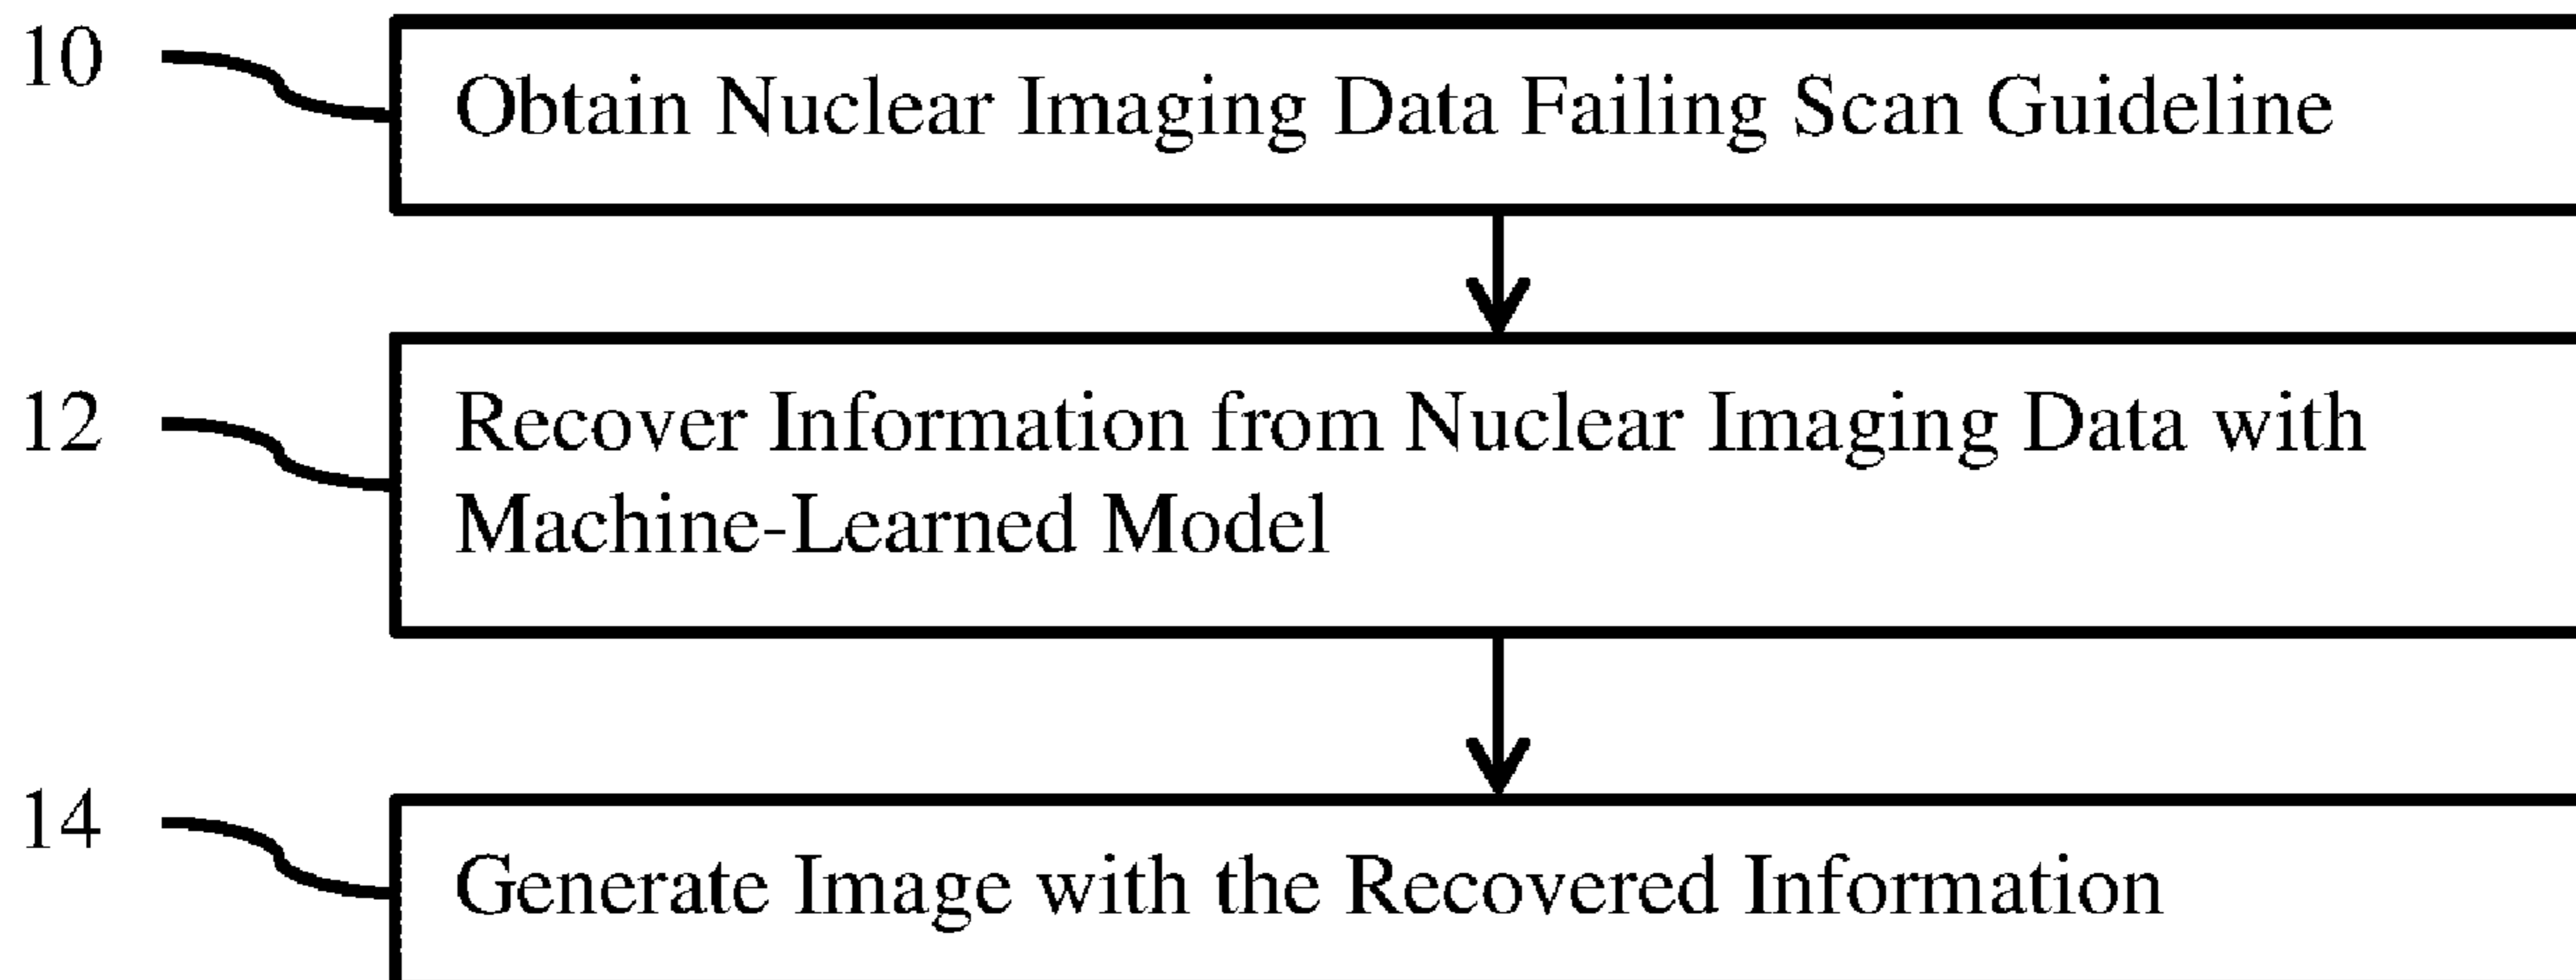 10
Obtain Nuclear Imaging Data Failing Scan Guideline
12
Recover Information from Nuclear Imaging Data with
Machine-Learned Model
14
Generate Image with the Recovered Information